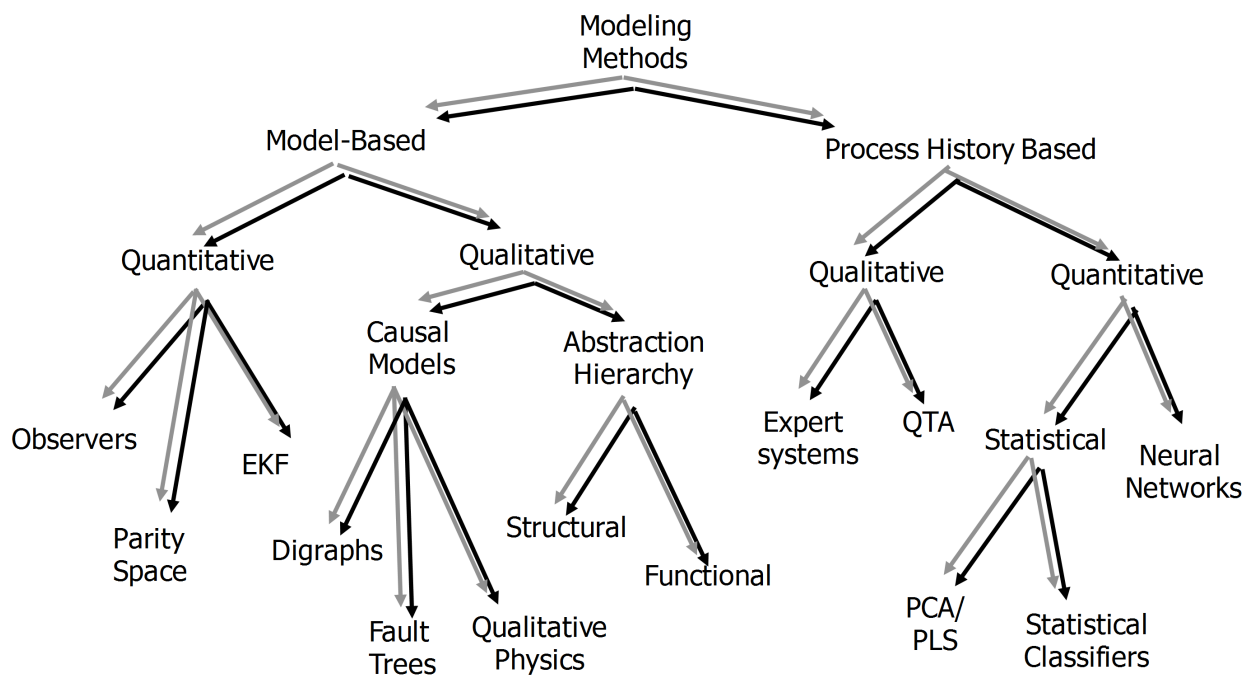 Modeling
Methods
Model-Based
Process History Based
Quantitative
Qualitative
Qualitative
Quantitative
Causal
Models
Abstraction
Hierarchy
Observers
EKF
Parity
Space
Digraphs
Fault
Trees
Qualitative
Physics
Structural
Functional
Expert
systems
QTA
Statistical
Neural
Networks
PCA/
PLS
Statistical
Classifiers